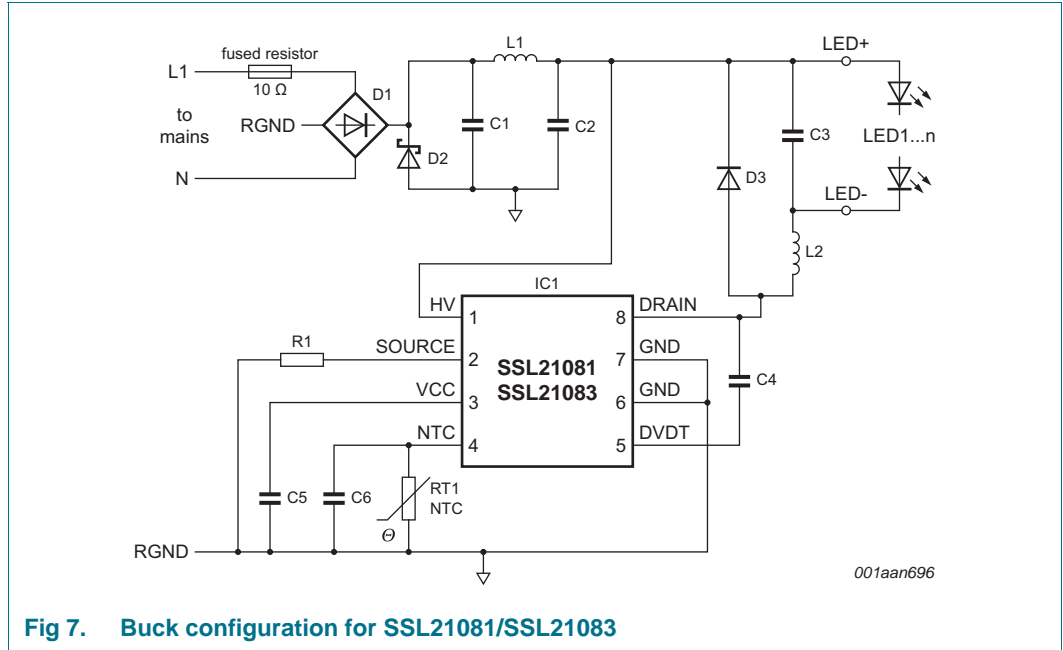 L1
fused resistor
10 Ω
to
mains
N
RGND
D1
D2
C1
L1
C2
LED+
C3
LED1...n
LED-
D3
L2
IC1
HV
1
SOURCE
2
VCC
3
NTC
4
SSL21081
SSL21083
8
DRAIN
7
GND
6
GND
5
DVDT
C4
R1
C5
C6
RT1
NTC
Θ
RGND
001aan696
Fig 7. Buck configuration for SSL21081/SSL21083